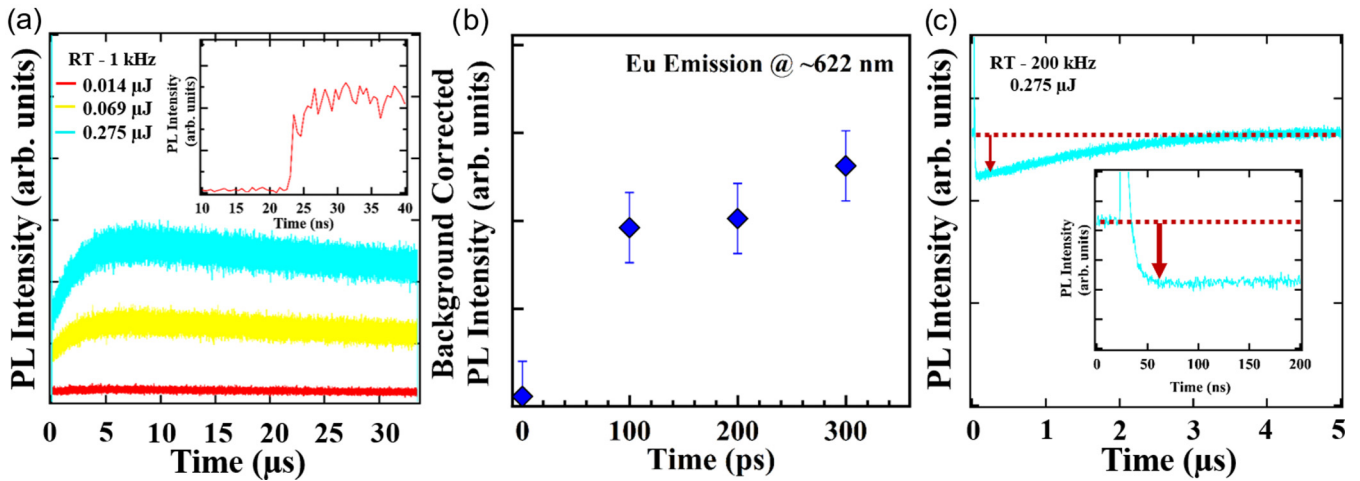 (a)
PL Intensity (arb. units)
RT - 1 kHz
0.014 μJ
0.069 μJ
0.275 μJ
PL Intensity
(arb. units)
10 15 20 25 30 35 40
Time (ns)
0 5 10 15 20 25 30
Time (μs)
(b)
Background Corrected
PL Intensity (arb. units)
Eu Emission @ ~622 nm
0 100 200 300
Time (ps)
(c)
PL Intensity (arb. units)
RT - 200 kHz
0.275 μJ
PL Intensity
(arb. units)
0 50 100 150 200
Time (ns)
0 1 2 3 4 5
Time (μs)